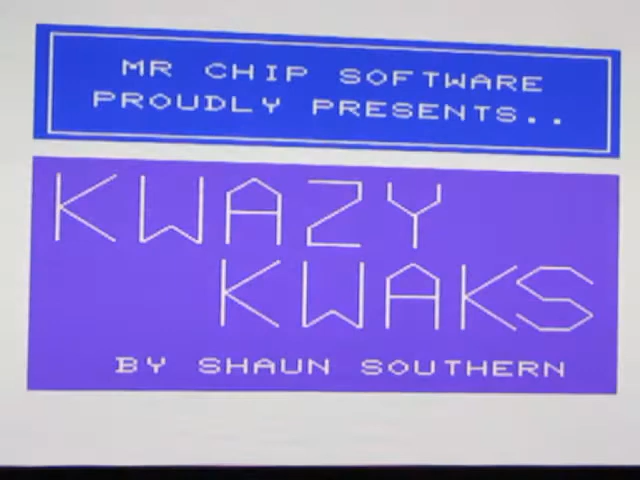 MR CHIP SOFTWARE
PROUDLY PRESENTS..
KWAZY
KWAKS
BY SHAUN SOUTHERN